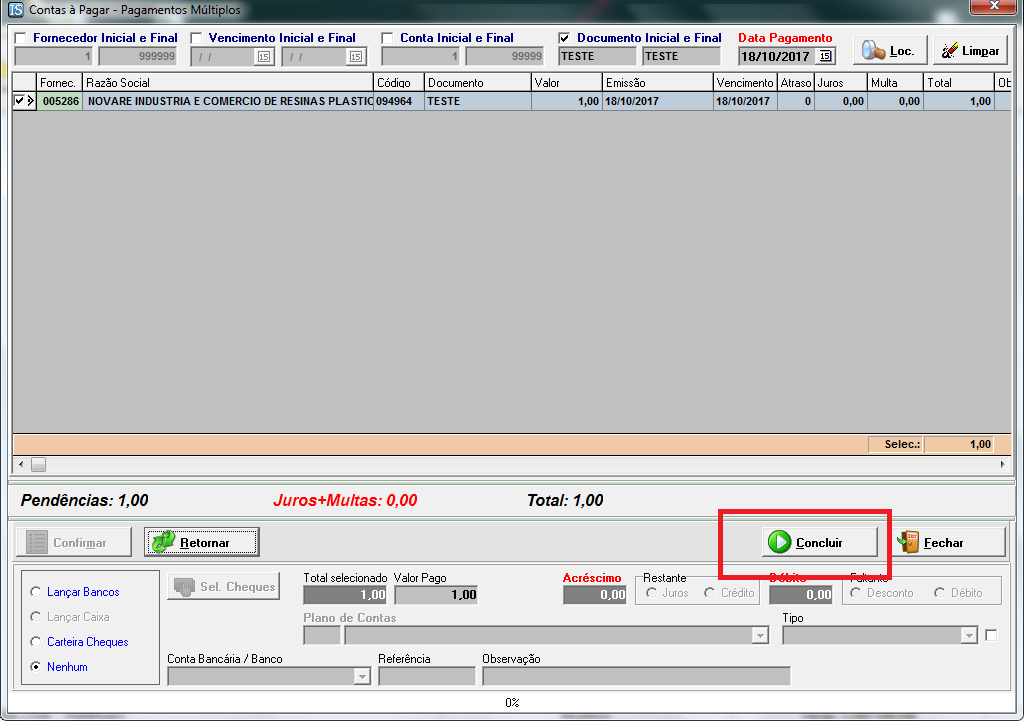 IS Contas à Pagar - Pagamentos Múltiplos
Fornecedor Inicial e Final Vencimento Inicial e Final Conta Inicial e Final Documento Inicial e Final Data Pagamento
1 999999 / / 15 / / 15 1 99999 TESTE TESTE 18/10/2017 15 Loc. Limpar
Fornec. Razão Social Código Documento Valor Emissão Vencimento Atraso Juros Multa Total Ob
005286 NOVARE INDUSTRIA E COMERCIO DE RESINAS PLASTIC 094964 TESTE 1,00 18/10/2017 18/10/2017 0 0,00 0,00 1,00
Selec.: 1,00
Pendências: 1,00 Juros+Multas: 0,00 Total: 1,00
Confirmar Retornar Concluir Fechar
Lançar Bancos
Lançar Caixa
Carteira Cheques
Nenhum
Sel. Cheques
Total selecionado Valor Pago Acréscimo Restante Débito Faltante
1,00 1,00 0,00 Juros Crédito 0,00 Desconto Débito
Plano de Contas Tipo
Conta Bancária / Banco Referência Observação
0%